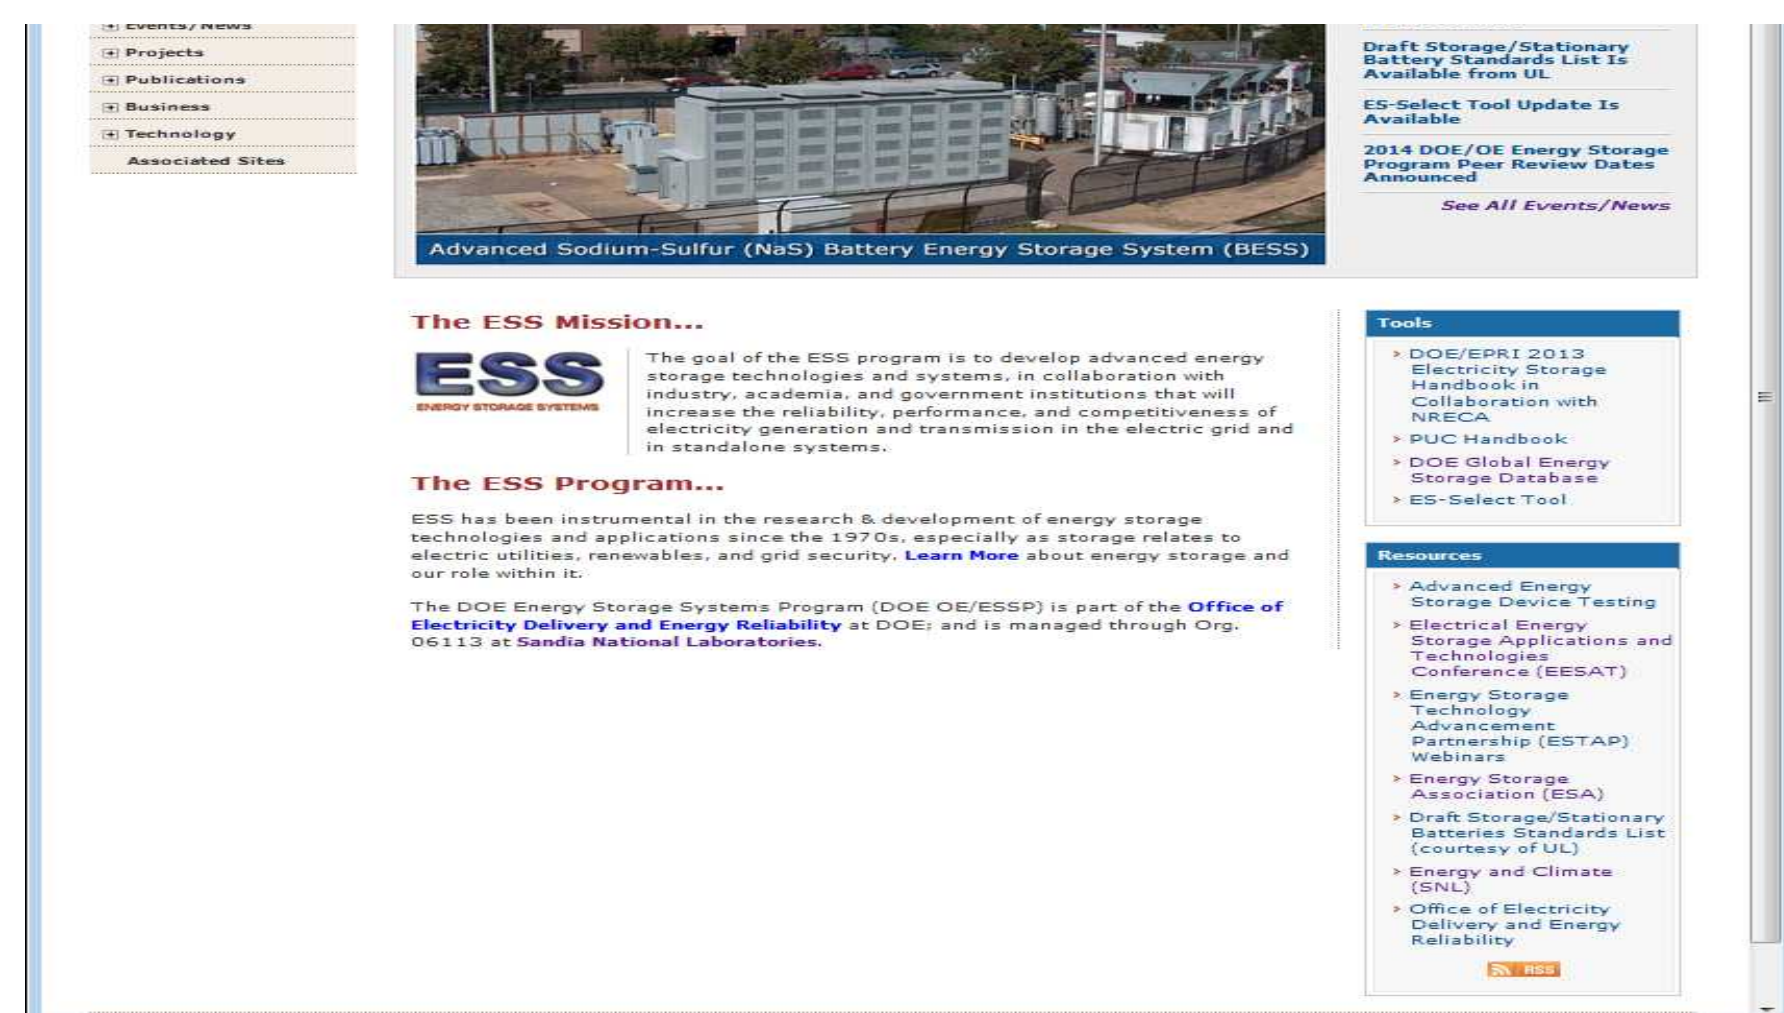 Events/News
Projects
Publications
Business
Technology
Associated Sites
Advanced Sodium-Sulfur (NaS) Battery Energy Storage System (BESS)
Draft Storage/Stationary
Battery Standards List Is
Available from UL
ES-Select Tool Update Is
Available
2014 DOE/OE Energy Storage
Program Peer Review Dates
Announced
See All Events/News
The ESS Mission...
ESS
ENERGY STORAGE SYSTEMS
The goal of the ESS program is to develop advanced energy
storage technologies and systems, in collaboration with
industry, academia, and government institutions that will
increase the reliability, performance, and competitiveness of
electricity generation and transmission in the electric grid and
in standalone systems.
The ESS Program...
ESS has been instrumental in the research & development of energy storage
technologies and applications since the 1970s, especially as storage relates to
electric utilities, renewables, and grid security. Learn More about energy storage and
our role within it.
The DOE Energy Storage Systems Program (DOE OE/ESSP) is part of the Office of
Electricity Delivery and Energy Reliability at DOE; and is managed through Org.
06113 at Sandia National Laboratories.
Tools
> DOE/EPRI 2013
Electricity Storage
Handbook in
Collaboration with
NRECA
> PUC Handbook
> DOE Global Energy
Storage Database
> ES-Select Tool
Resources
> Advanced Energy
Storage Device Testing
> Electrical Energy
Storage Applications and
Technologies
Conference (EESAT)
> Energy Storage
Technology
Advancement
Partnership (ESTAP)
Webinars
> Energy Storage
Association (ESA)
> Draft Storage/Stationary
Batteries Standards List
(courtesy of UL)
> Energy and Climate
(SNL)
> Office of Electricity
Delivery and Energy
Reliability
RSS